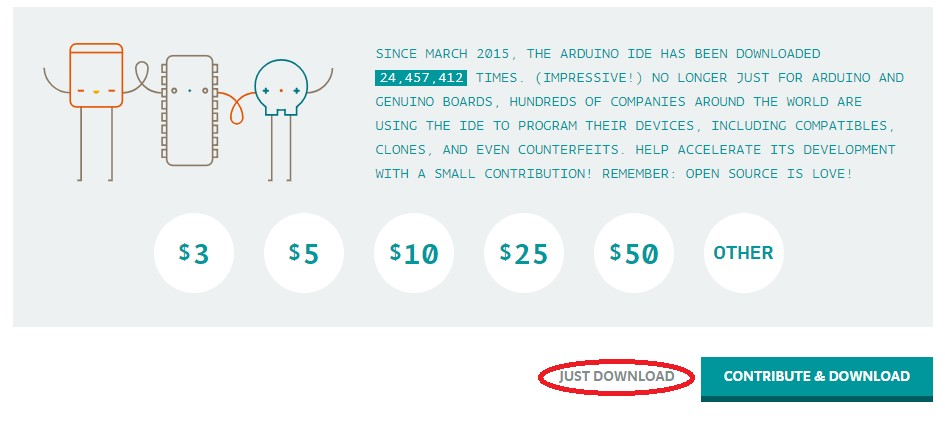 SINCE MARCH 2015, THE ARDUINO IDE HAS BEEN DOWNLOADED
24,457,412 TIMES. (IMPRESSIVE!) NO LONGER JUST FOR ARDUINO AND
GENUINO BOARDS, HUNDREDS OF COMPANIES AROUND THE WORLD ARE
USING THE IDE TO PROGRAM THEIR DEVICES, INCLUDING COMPATIBLES,
CLONES, AND EVEN COUNTERFEITS. HELP ACCELERATE ITS DEVELOPMENT
WITH A SMALL CONTRIBUTION! REMEMBER: OPEN SOURCE IS LOVE!
$3 $5 $10 $25 $50 OTHER
JUST DOWNLOAD CONTRIBUTE & DOWNLOAD